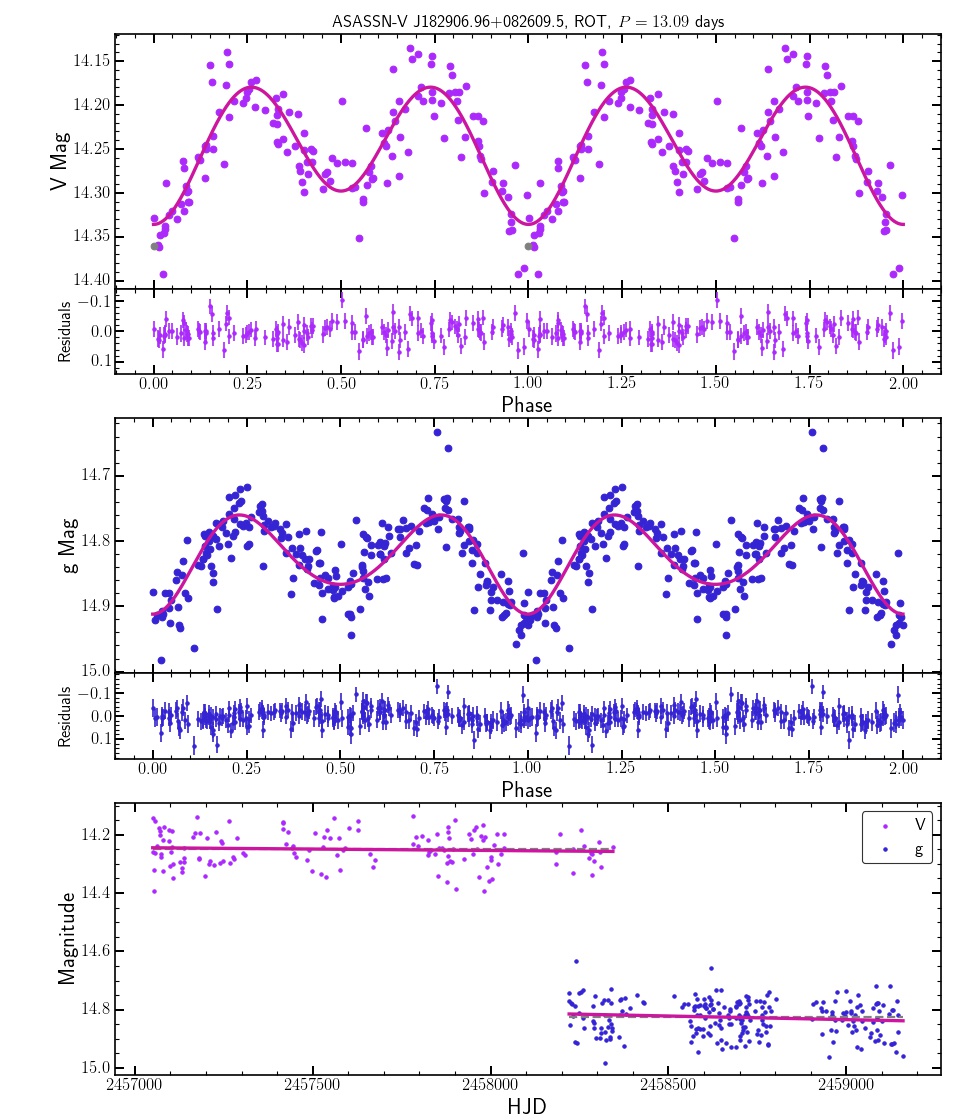 ASASSN-V J182906.96+082609.5, ROT, P = 13.09 days
14.15
14.20
14.25
14.30
14.35
14.40
V Mag
−0.1
0.0
0.1
Residuals
0.00 0.25 0.50 0.75 1.00 1.25 1.50 1.75 2.00
Phase
14.7
14.8
14.9
15.0
g Mag
−0.1
0.0
0.1
Residuals
0.00 0.25 0.50 0.75 1.00 1.25 1.50 1.75 2.00
Phase
V
g
14.2
14.4
14.6
14.8
15.0
Magnitude
2457000 2457500 2458000 2458500 2459000
HJD